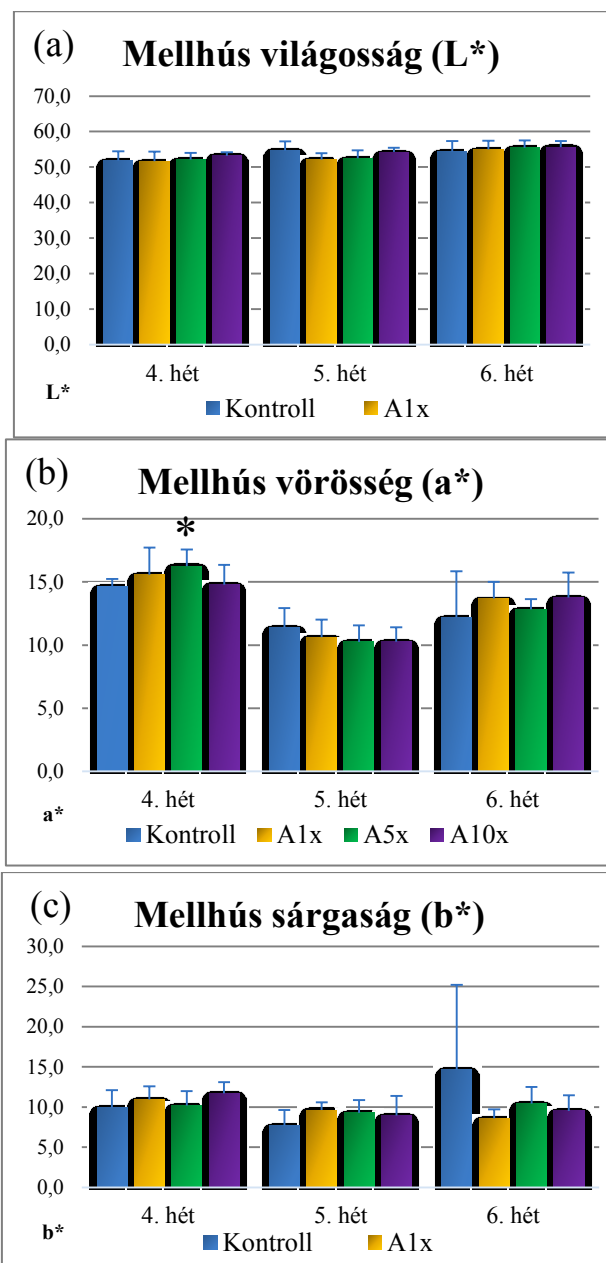 (a) Mellhús világosság (L*)
70,0
60,0
50,0
40,0
30,0
20,0
10,0
0,0
4. hét 5. hét 6. hét
L*
Kontroll A1x
(b) Mellhús vörösség (a*)
20,0
*
15,0
10,0
5,0
0,0
4. hét 5. hét 6. hét
a*
Kontroll A1x A5x A10x
(c) Mellhús sárgaság (b*)
30,0
25,0
20,0
15,0
10,0
5,0
0,0
4. hét 5. hét 6. hét
b*
Kontroll A1x